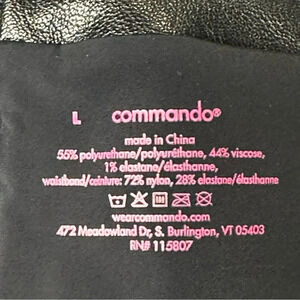 L commando®
made in China
55% polyurethane/polyuréthane, 44% viscose,
1% elastane/élasthanne,
waistband/ceinture: 72% nylon, 28% elastane/élasthanne
wearcommando.com
472 Meadowland Dr, S. Burlington, VT 05403
RN# 115807